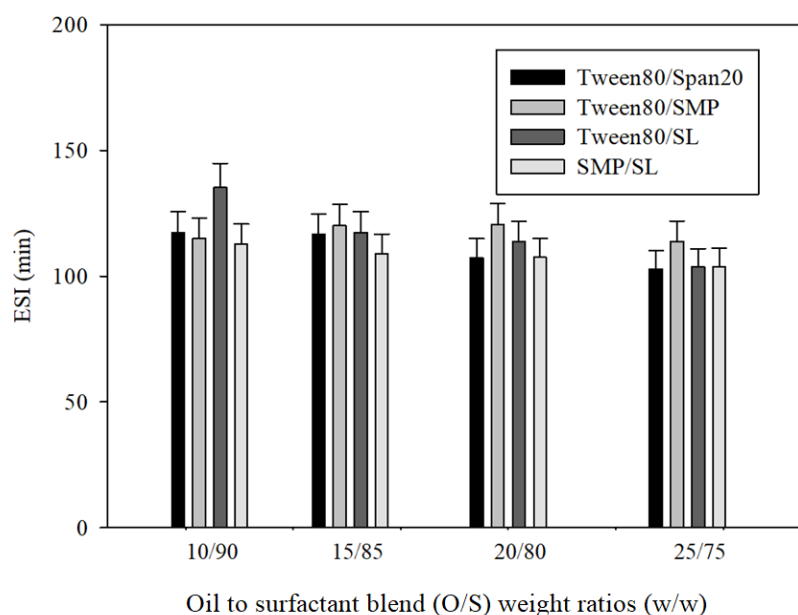 200
150
100
50
0
ESI (min)
Tween80/Span20
Tween80/SMP
Tween80/SL
SMP/SL
10/90 15/85 20/80 25/75
Oil to surfactant blend (O/S) weight ratios (w/w)